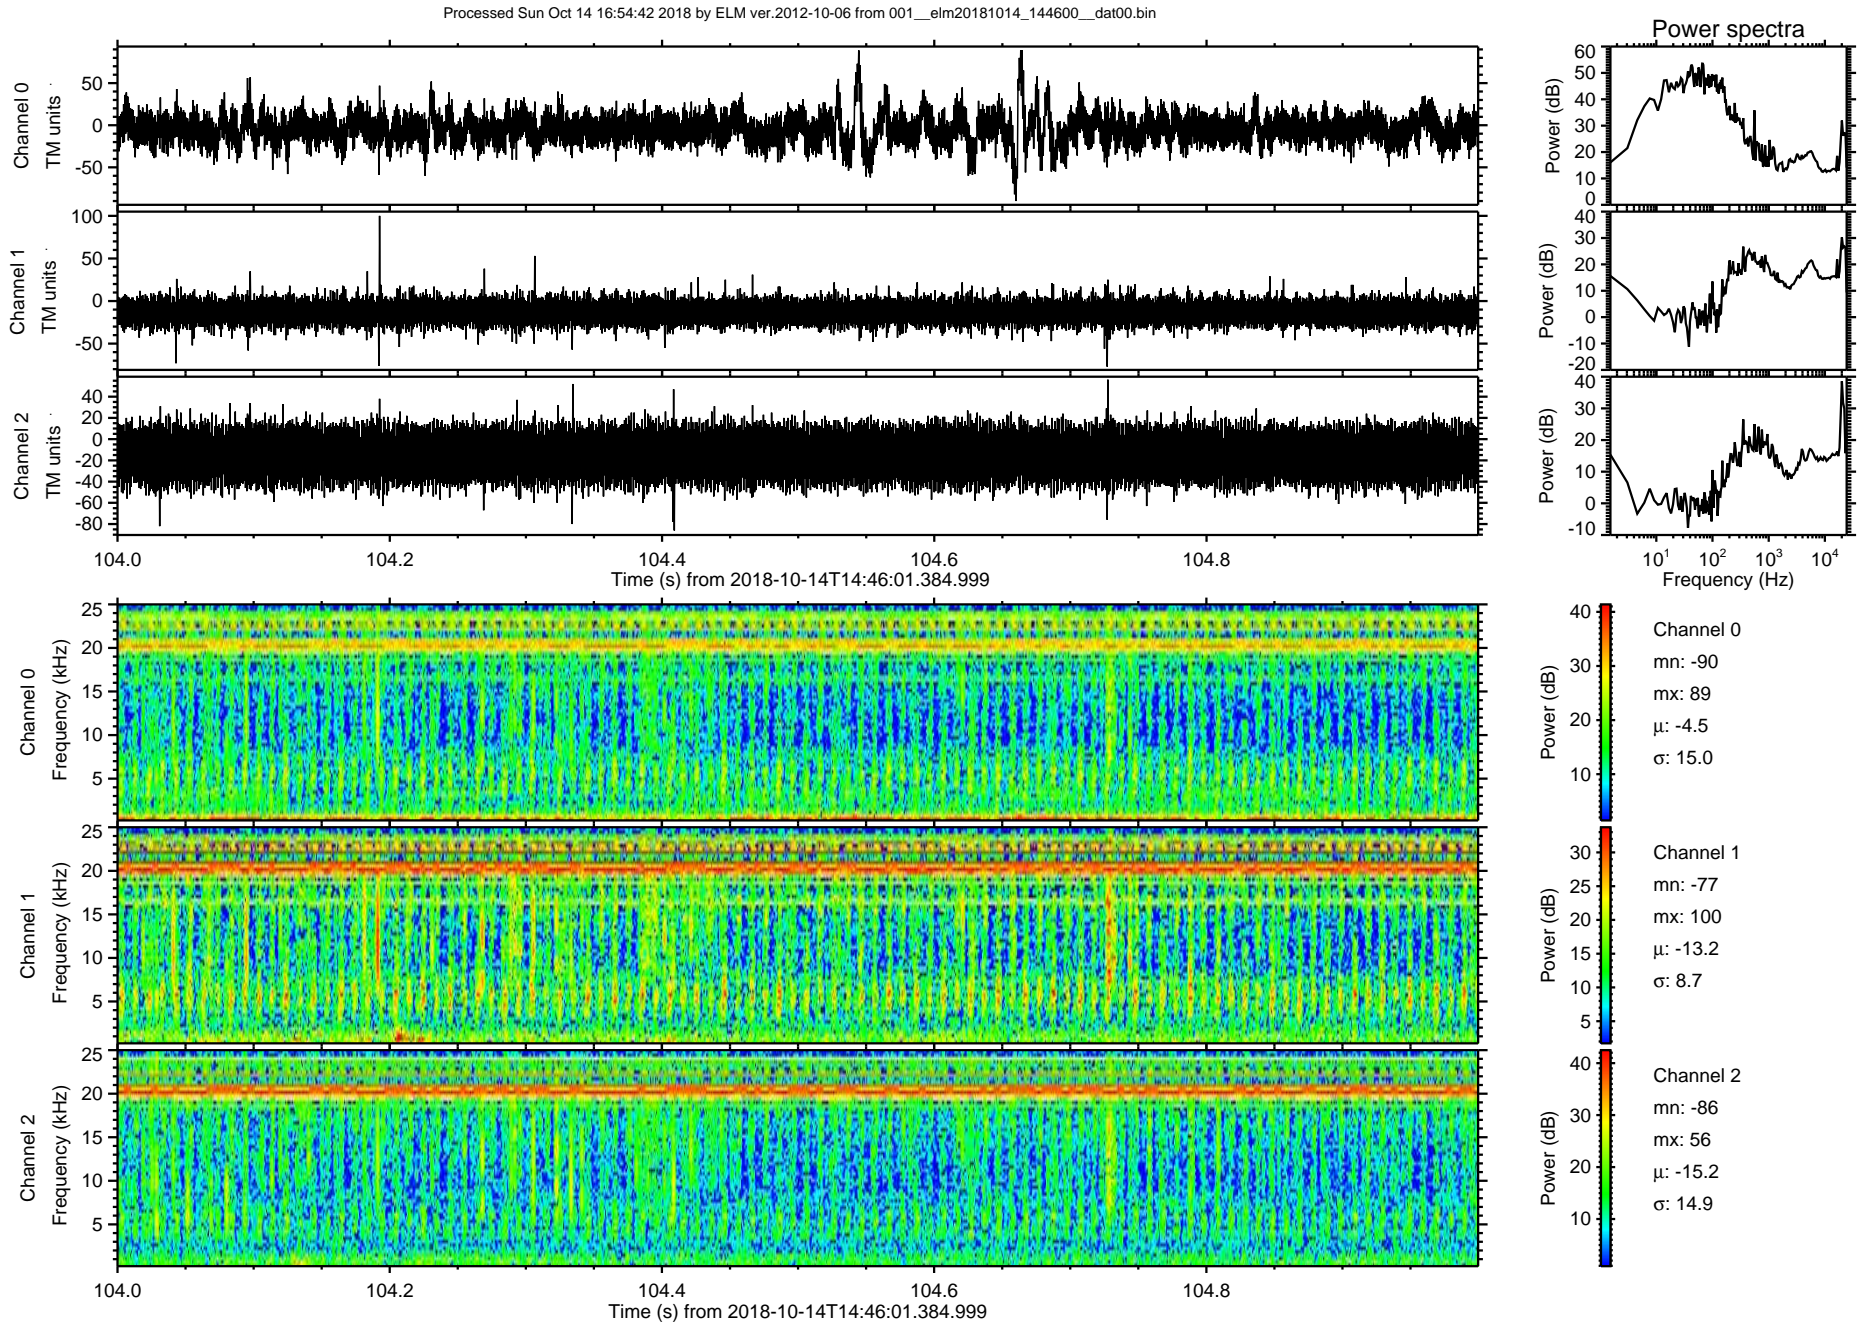 Processed Sun Oct 14 16:54:42 2018 by ELM ver.2012-10-06 from 001__elm20181014_144600__dat00.bin
Power spectra
Channel 0
TM units
50
0
-50
Power (dB)
60
50
40
30
20
10
0
Channel 1
TM units
100
50
0
-50
Power (dB)
40
30
20
10
0
-10
-20
Channel 2
TM units
40
20
0
-20
-40
-60
-80
Power (dB)
40
30
20
10
0
-10
104.0 104.2 104.4 104.6 104.8
Time (s) from 2018-10-14T14:46:01.384.999
10^1 10^2 10^3 10^4
Frequency (Hz)
Channel 0
Frequency (kHz)
25
20
15
10
5
Power (dB)
40
30
20
10
Channel 0
mn: -90
mx: 89
μ: -4.5
σ: 15.0
Channel 1
Frequency (kHz)
25
20
15
10
5
Power (dB)
30
25
20
15
10
5
Channel 1
mn: -77
mx: 100
μ: -13.2
σ: 8.7
Channel 2
Frequency (kHz)
25
20
15
10
5
Power (dB)
40
30
20
10
Channel 2
mn: -86
mx: 56
μ: -15.2
σ: 14.9
104.0 104.2 104.4 104.6 104.8
Time (s) from 2018-10-14T14:46:01.384.999